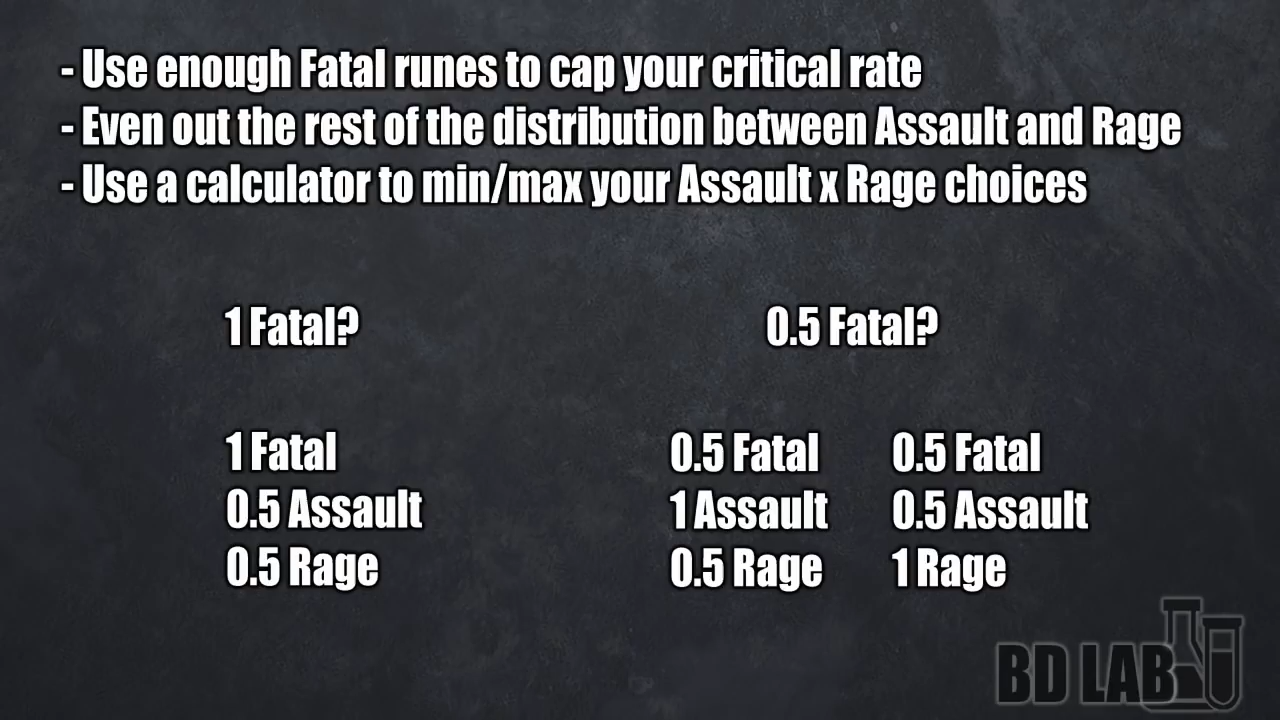 - Use enough Fatal runes to cap your critical rate
- Even out the rest of the distribution between Assault and Rage
- Use a calculator to min/max your Assault x Rage choices
1 Fatal?
0.5 Fatal?
1 Fatal
0.5 Assault
0.5 Rage
0.5 Fatal
1 Assault
0.5 Rage
0.5 Fatal
0.5 Assault
1 Rage
BD LAB